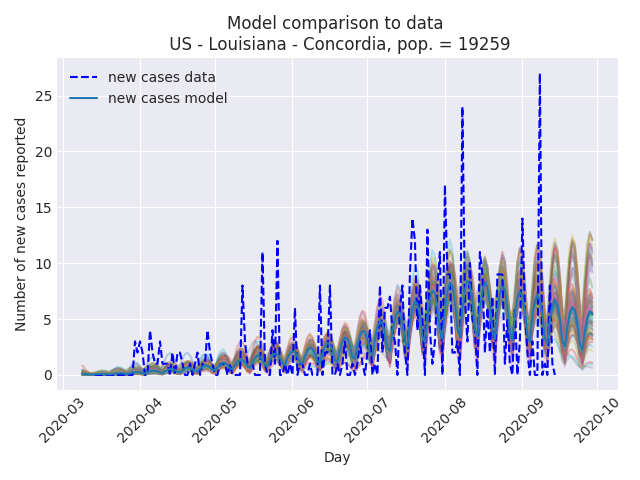 Model comparison to data
US - Louisiana - Concordia, pop. = 19259
new cases data
new cases model
Number of new cases reported
25
20
15
10
5
0
2020-03
2020-04
2020-05
2020-06
2020-07
2020-08
2020-09
2020-10
Day